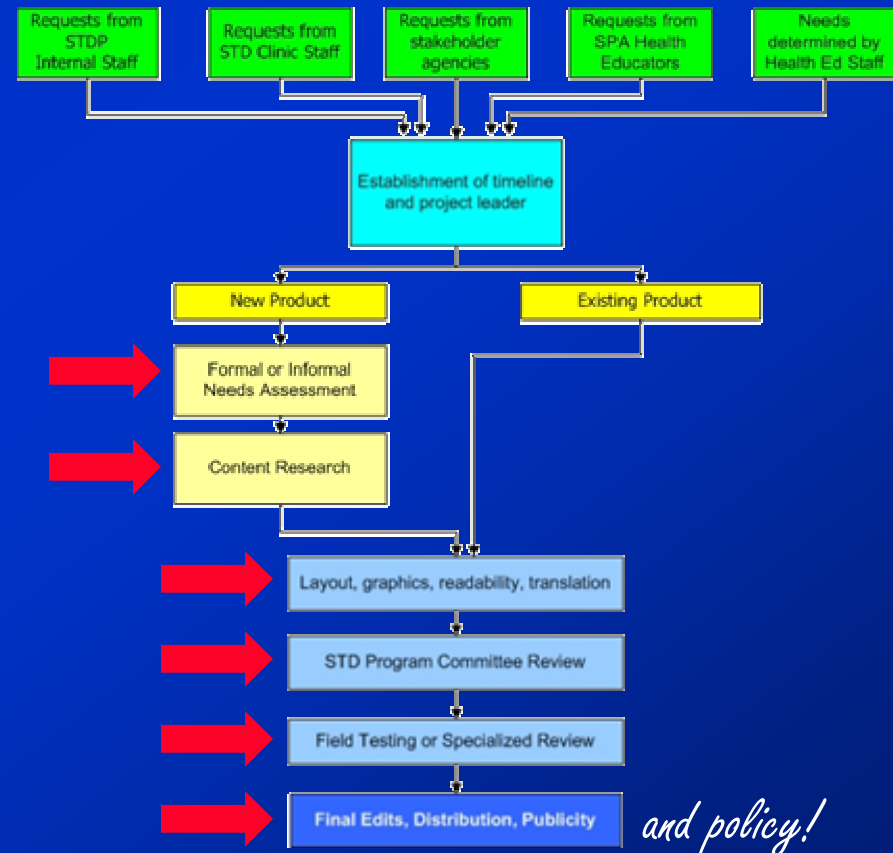 Requests from
STDP
Internal Staff
Requests from
STD Clinic Staff
Requests from
stakeholder
agencies
Requests from
SPA Health
Educators
Needs
determined by
Health Ed Staff
Establishment of timeline
and project leader
New Product
Existing Product
Formal or Informal
Needs Assessment
Content Research
Layout, graphics, readability, translation
STD Program Committee Review
Field Testing or Specialized Review
Final Edits, Distribution, Publicity
and policy!